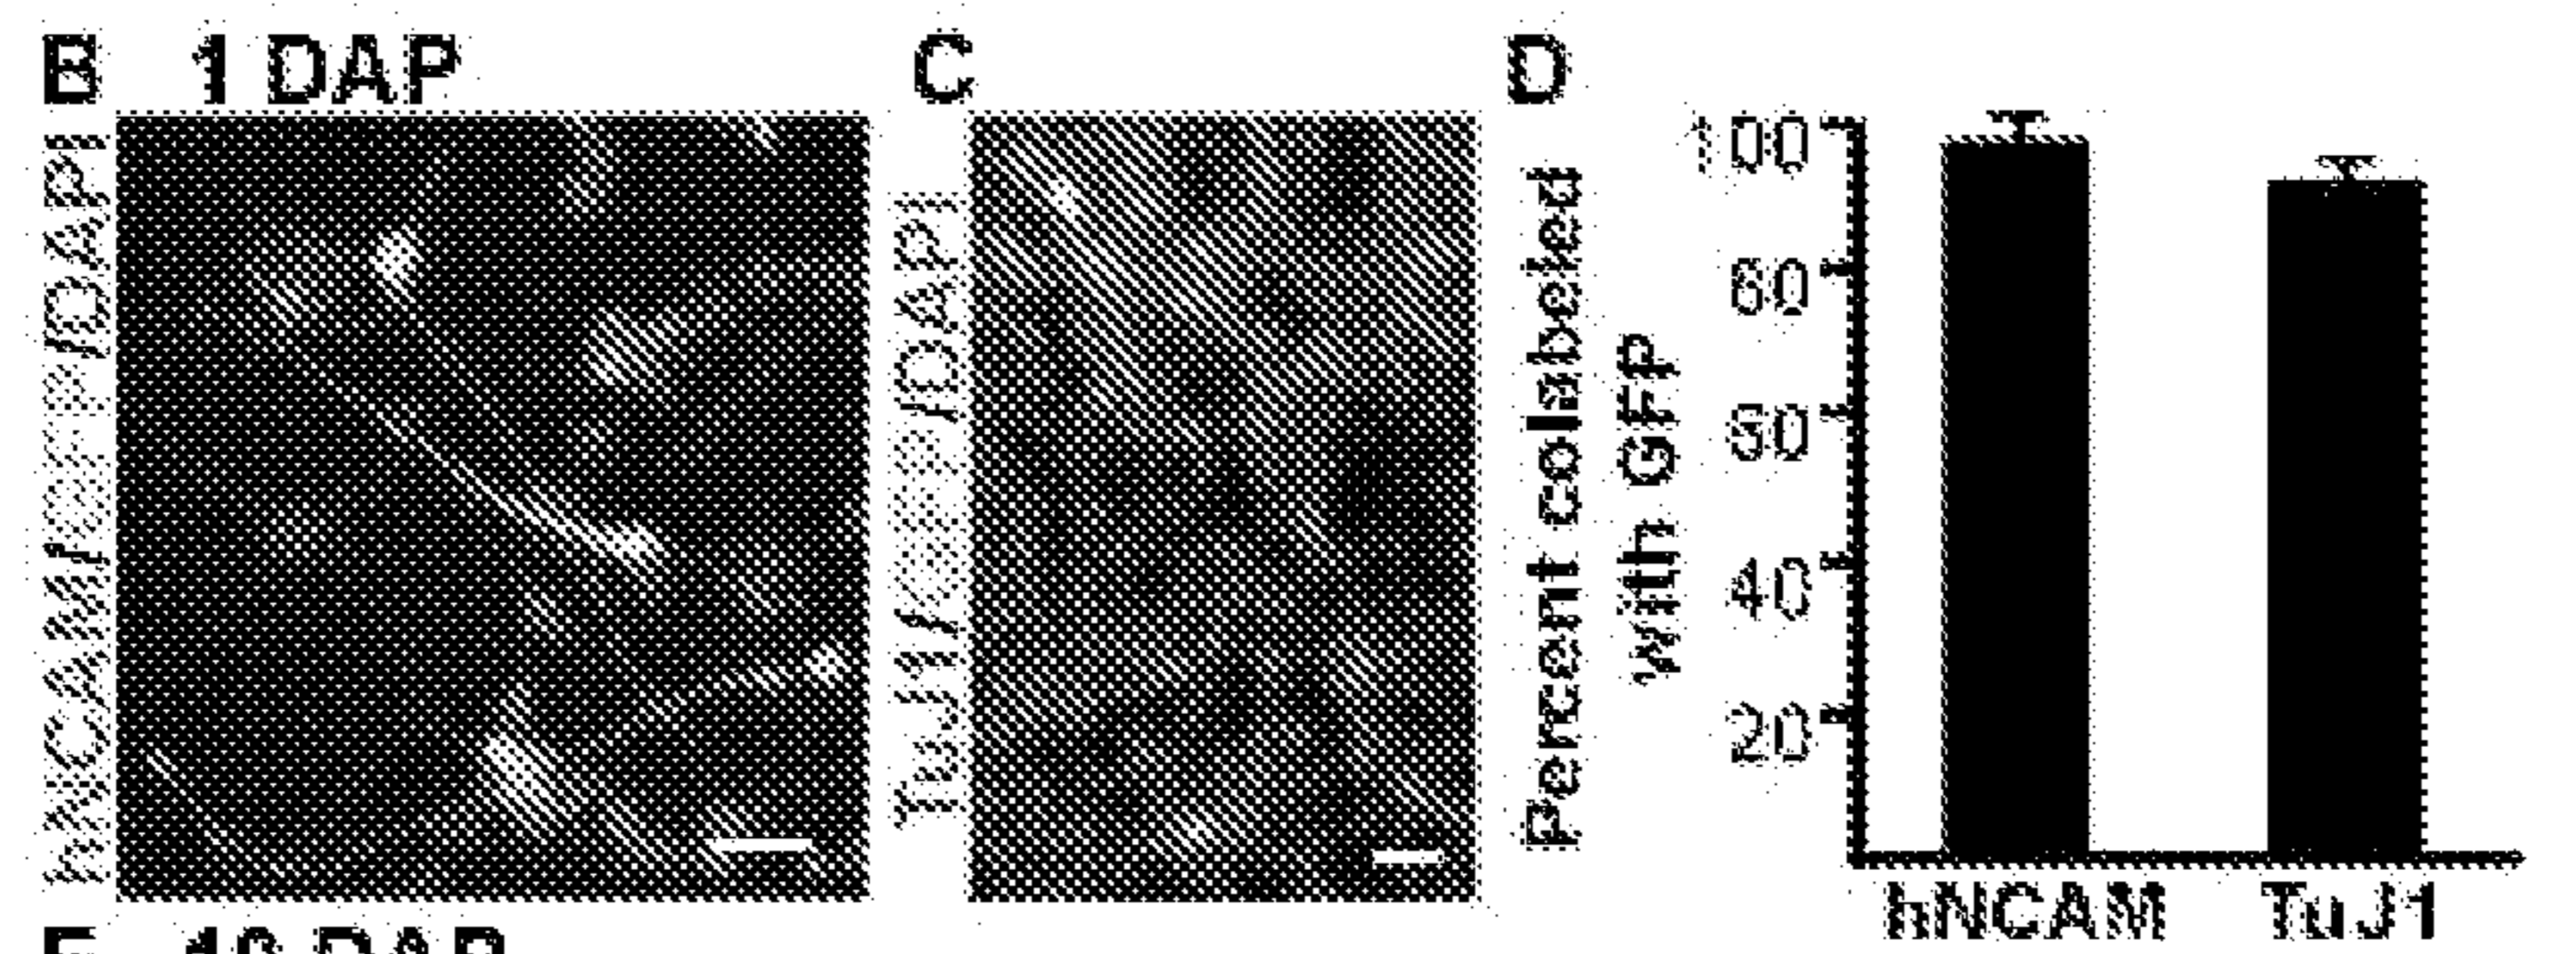 B 1 DAP
hNCAM/GFP/DAPI
C
TuJ1/GFP/DAPI
D
Percent colabeled
with GFP
100
80
60
40
20
hNCAM TuJ1